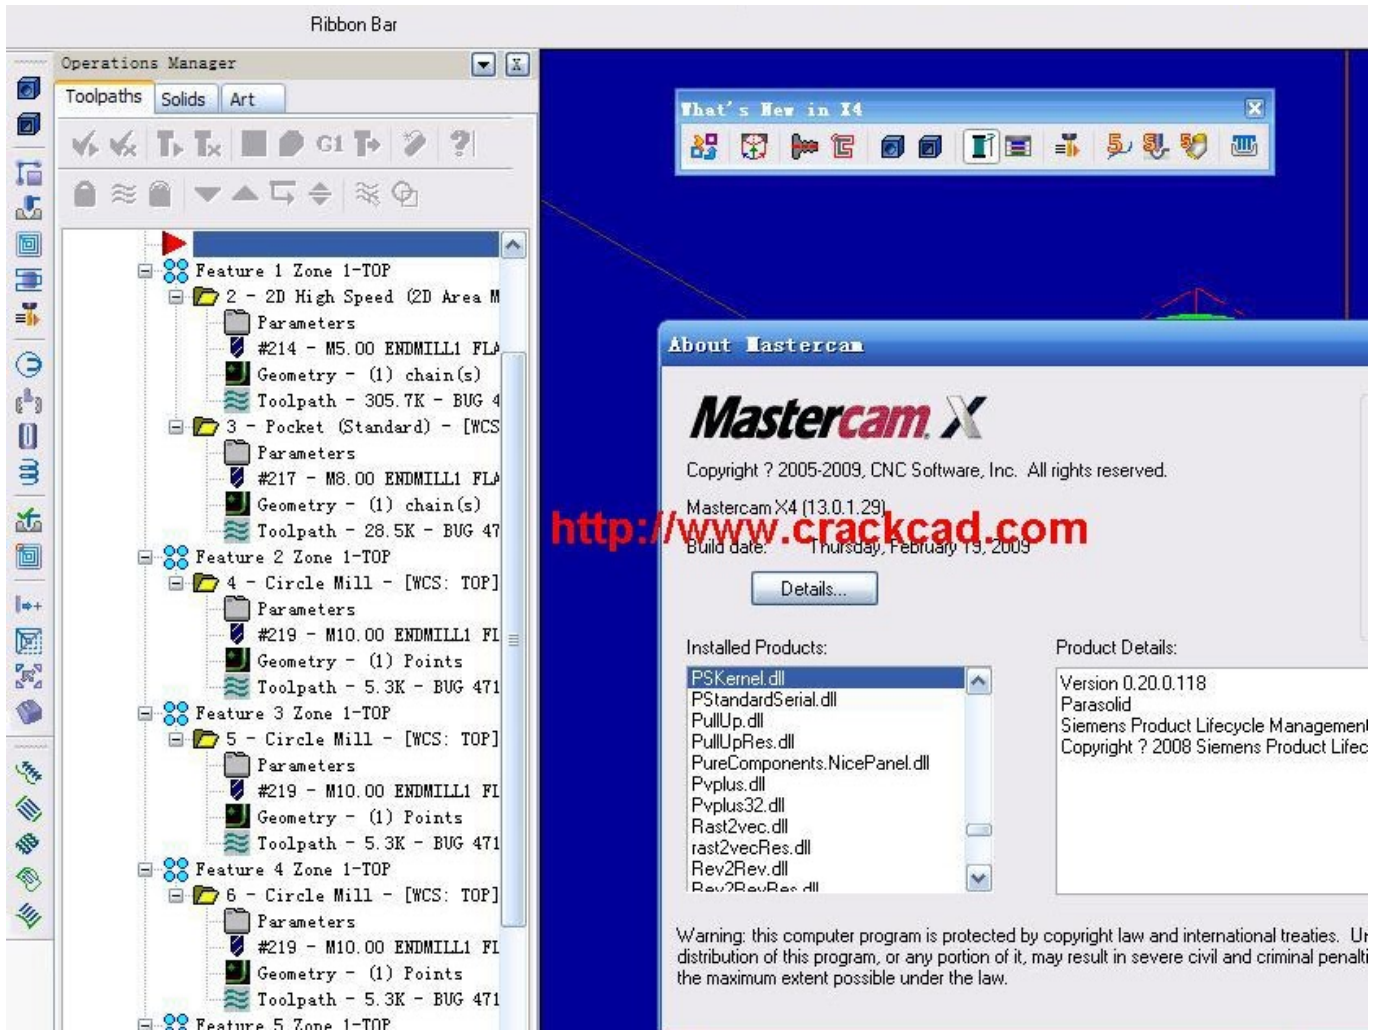 Ribbon Bar
Operations Manager
Toolpaths Solids Art
G1
Feature 1 Zone 1-TOP
2 - 2D High Speed (2D Area M
Parameters
#214 - M5.00 ENDMILL1 FLA
Geometry - (1) chain(s)
Toolpath - 305.7K - BUG 4
3 - Pocket (Standard) - [WCS
Parameters
#217 - M8.00 ENDMILL1 FLA
Geometry - (1) chain(s)
Toolpath - 28.5K - BUG 47
Feature 2 Zone 1-TOP
4 - Circle Mill - [WCS: TOP]
Parameters
#219 - M10.00 ENDMILL1 FL
Geometry - (1) Points
Toolpath - 5.3K - BUG 471
Feature 3 Zone 1-TOP
5 - Circle Mill - [WCS: TOP]
Parameters
#219 - M10.00 ENDMILL1 FL
Geometry - (1) Points
Toolpath - 5.3K - BUG 471
Feature 4 Zone 1-TOP
6 - Circle Mill - [WCS: TOP]
Parameters
#219 - M10.00 ENDMILL1 FL
Geometry - (1) Points
Toolpath - 5.3K - BUG 471
Feature 5 Zone 1-TOP
What's New in X4
About Mastercam
Mastercam X
Copyright ? 2005-2009, CNC Software, Inc. All rights reserved.
Mastercam X4 (13.0.1.29)
http://www.crackcad.com
Build date: Thursday, February 19, 2009
Details...
Installed Products:
PSKernel.dll
PStandardSerial.dll
PullUp.dll
PullUpRes.dll
PureComponents.NicePanel.dll
Pvplus.dll
Pvplus32.dll
Rast2vec.dll
rast2vecRes.dll
Rev2Rev.dll
Rev2RevRes.dll
Product Details:
Version 0.20.0.118
Parasolid
Siemens Product Lifecycle Management
Copyright ? 2008 Siemens Product Lifec
Warning: this computer program is protected by copyright law and international treaties. Ur
distribution of this program, or any portion of it, may result in severe civil and criminal penalti
the maximum extent possible under the law.